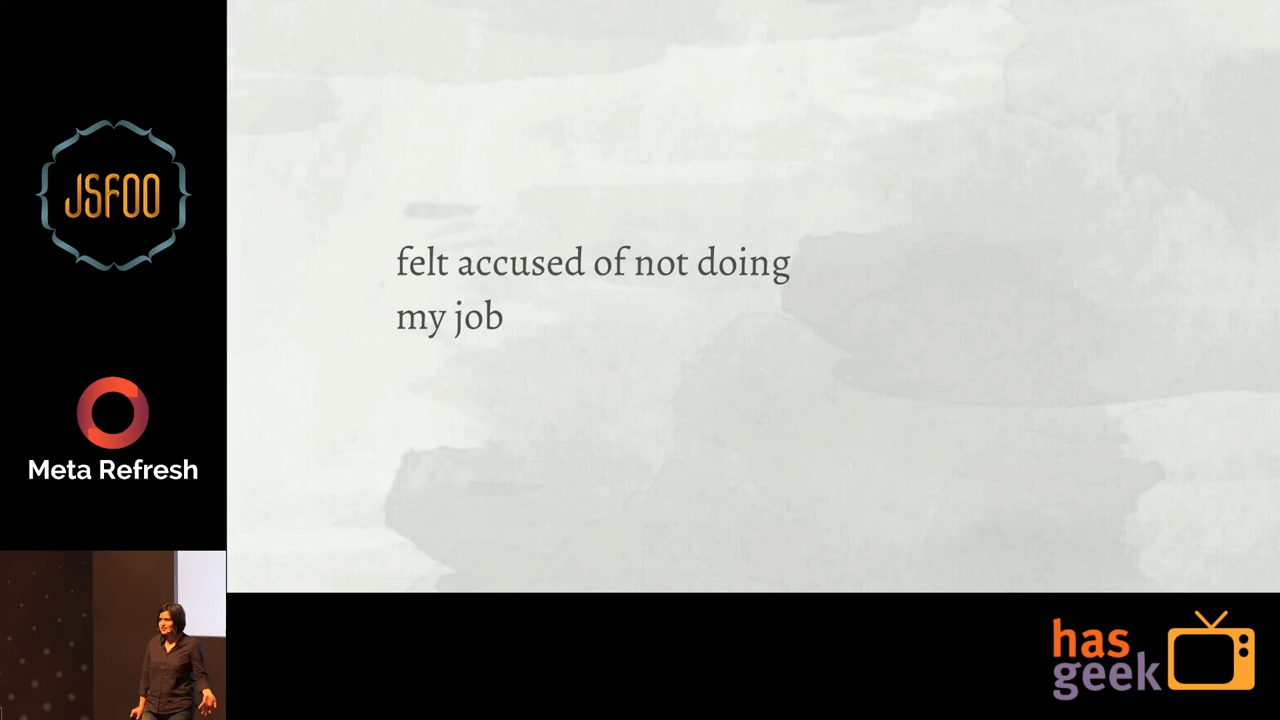 JSFOO
felt accused of not doing
my job
Meta Refresh
has
geek